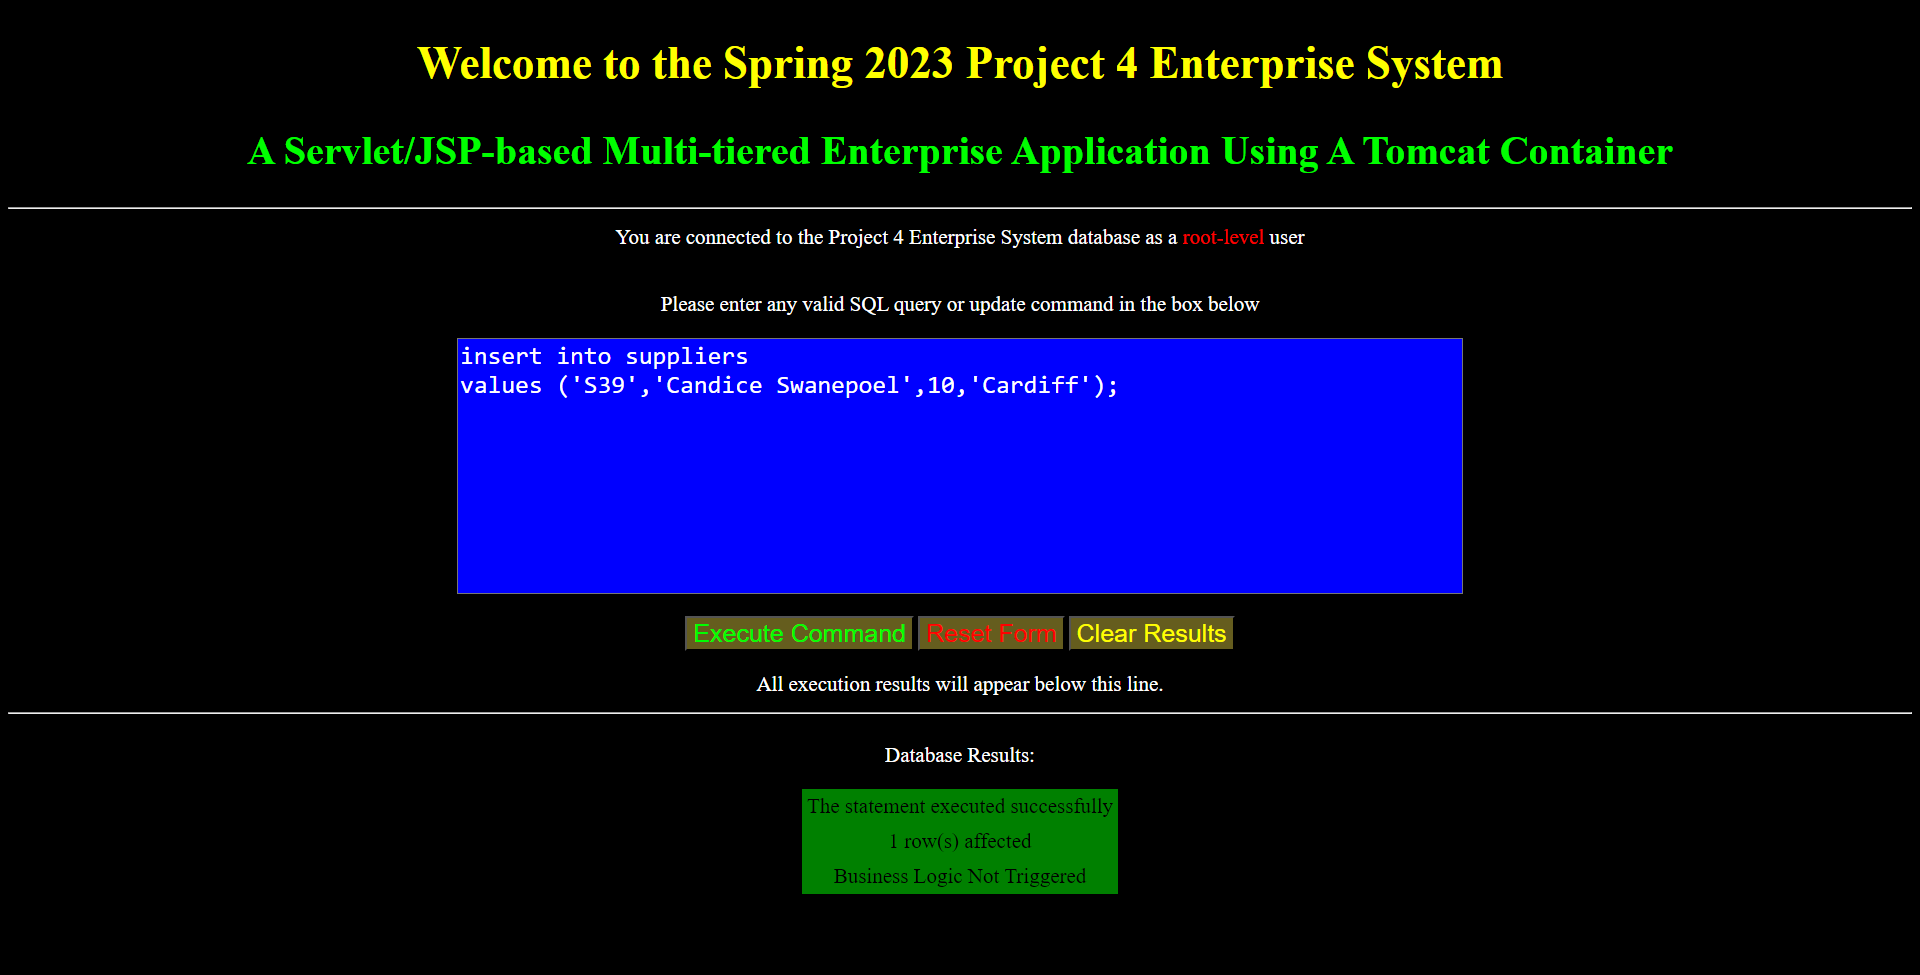 Welcome to the Spring 2023 Project 4 Enterprise System
A Servlet/JSP-based Multi-tiered Enterprise Application Using A Tomcat Container
You are connected to the Project 4 Enterprise System database as a root-level user
Please enter any valid SQL query or update command in the box below
insert into suppliers
values ('S39','Candice Swanepoel',10,'Cardiff');
Execute Command Reset Form Clear Results
All execution results will appear below this line.
Database Results:
The statement executed successfully
1 row(s) affected
Business Logic Not Triggered